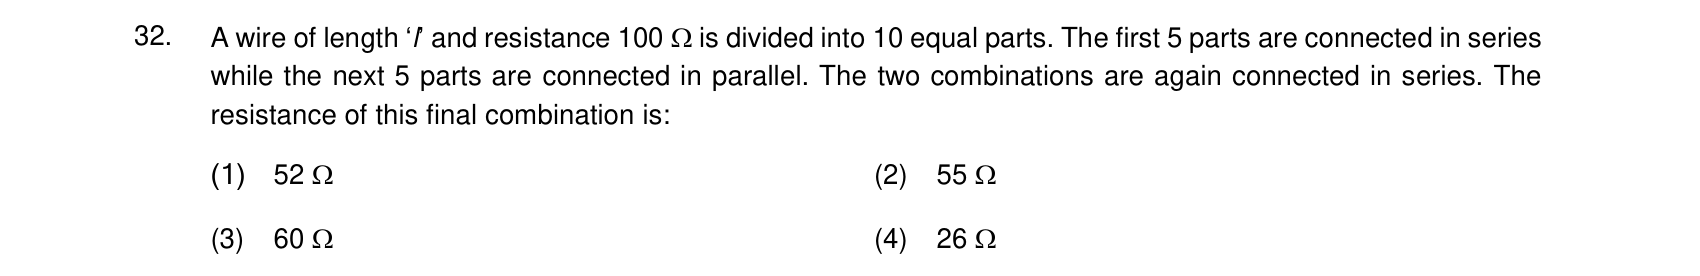 32. A wire of length ‘l’ and resistance 100 Ω is divided into 10 equal parts. The first 5 parts are connected in series
while the next 5 parts are connected in parallel. The two combinations are again connected in series. The
resistance of this final combination is:
(1) 52 Ω (2) 55 Ω
(3) 60 Ω (4) 26 Ω